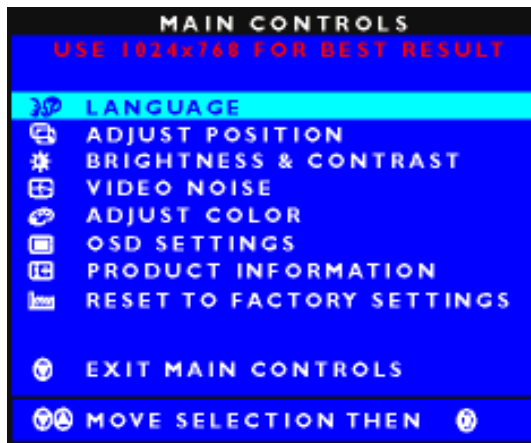 MAIN CONTROLS
USE 1024x768 FOR BEST RESULT
LANGUAGE
ADJUST POSITION
BRIGHTNESS & CONTRAST
VIDEO NOISE
ADJUST COLOR
OSD SETTINGS
PRODUCT INFORMATION
RESET TO FACTORY SETTINGS
EXIT MAIN CONTROLS
MOVE SELECTION THEN